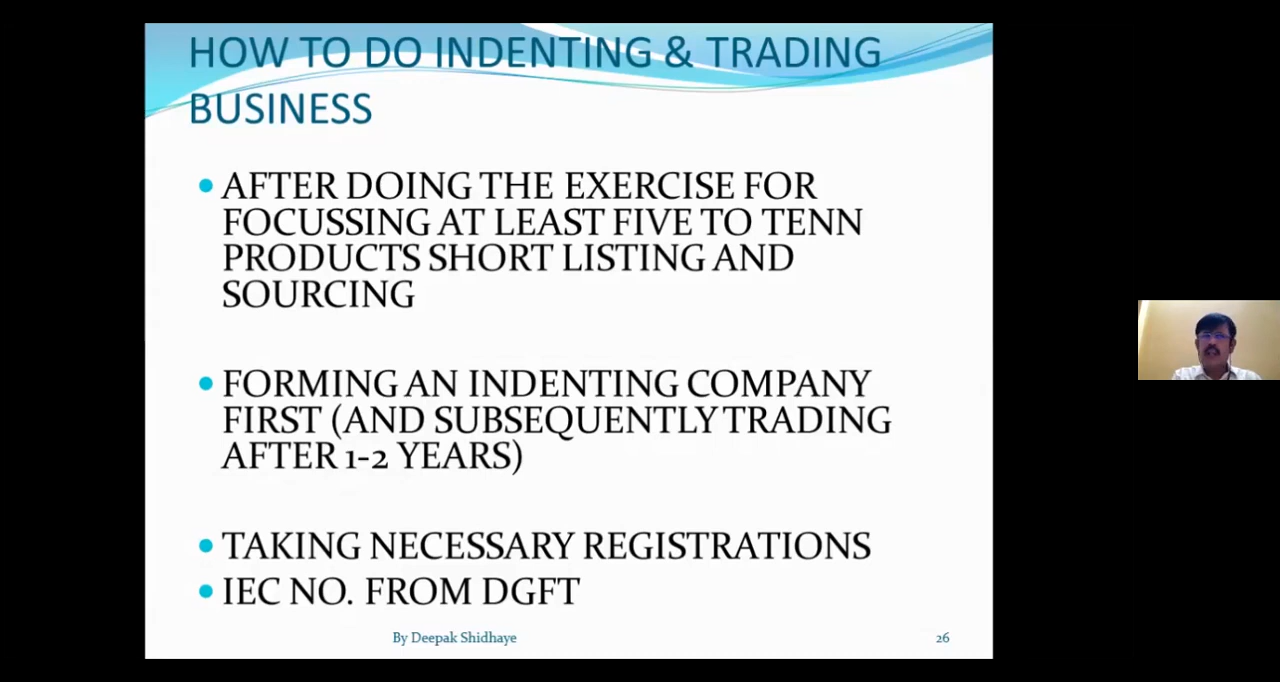 HOW TO DO INDENTING & TRADING
BUSINESS
• AFTER DOING THE EXERCISE FOR
FOCUSSING AT LEAST FIVE TO TENN
PRODUCTS SHORT LISTING AND
SOURCING
• FORMING AN INDENTING COMPANY
FIRST (AND SUBSEQUENTLY TRADING
AFTER 1-2 YEARS)
• TAKING NECESSARY REGISTRATIONS
• IEC NO. FROM DGFT
By Deepak Shidhaye
26